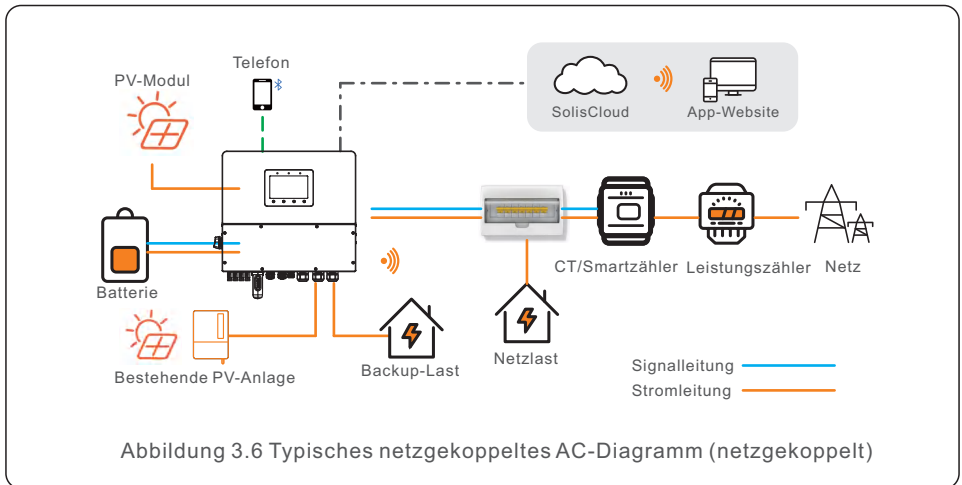 Telefon
PV-Modul
SolisCloud
App-Website
CT/Smartzähler
Leistungszähler
Netz
Batterie
Bestehende PV-Anlage
Backup-Last
Netzlast
Signalleitung
Stromleitung
Abbildung 3.6 Typisches netzgekoppeltes AC-Diagramm (netzgekoppelt)